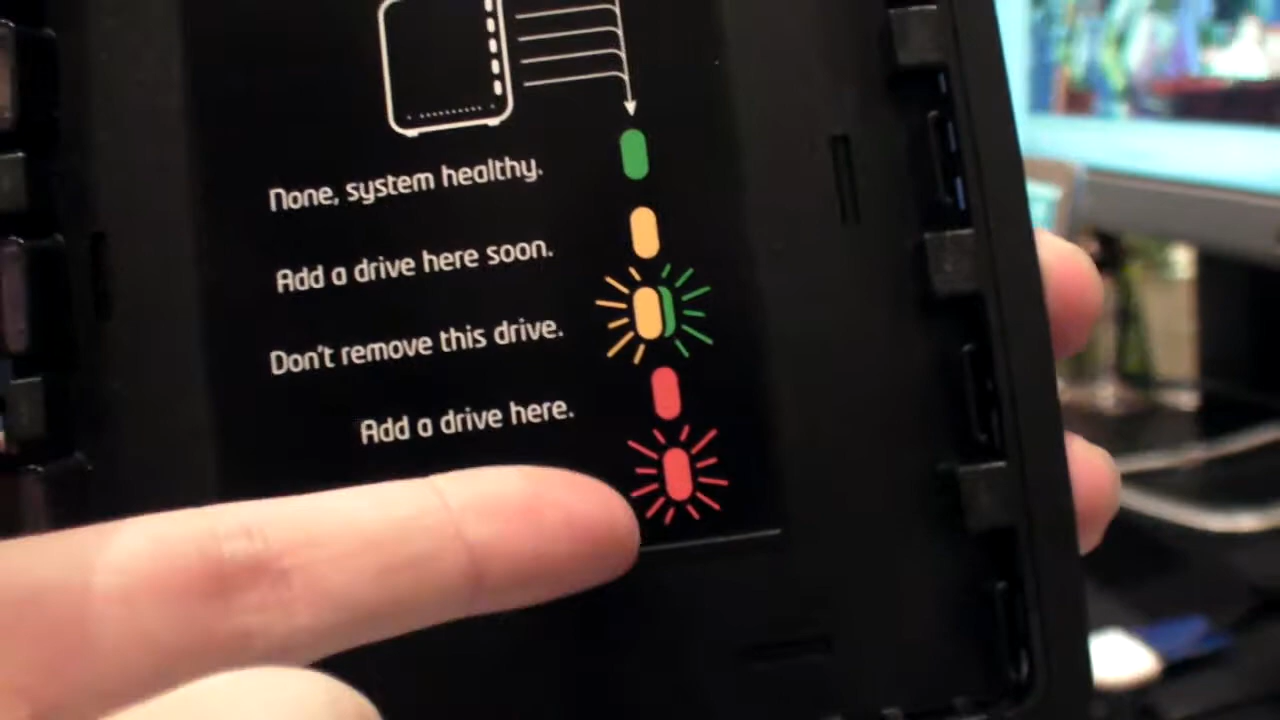 None, system healthy.
Add a drive here soon.
Don't remove this drive.
Add a drive here.